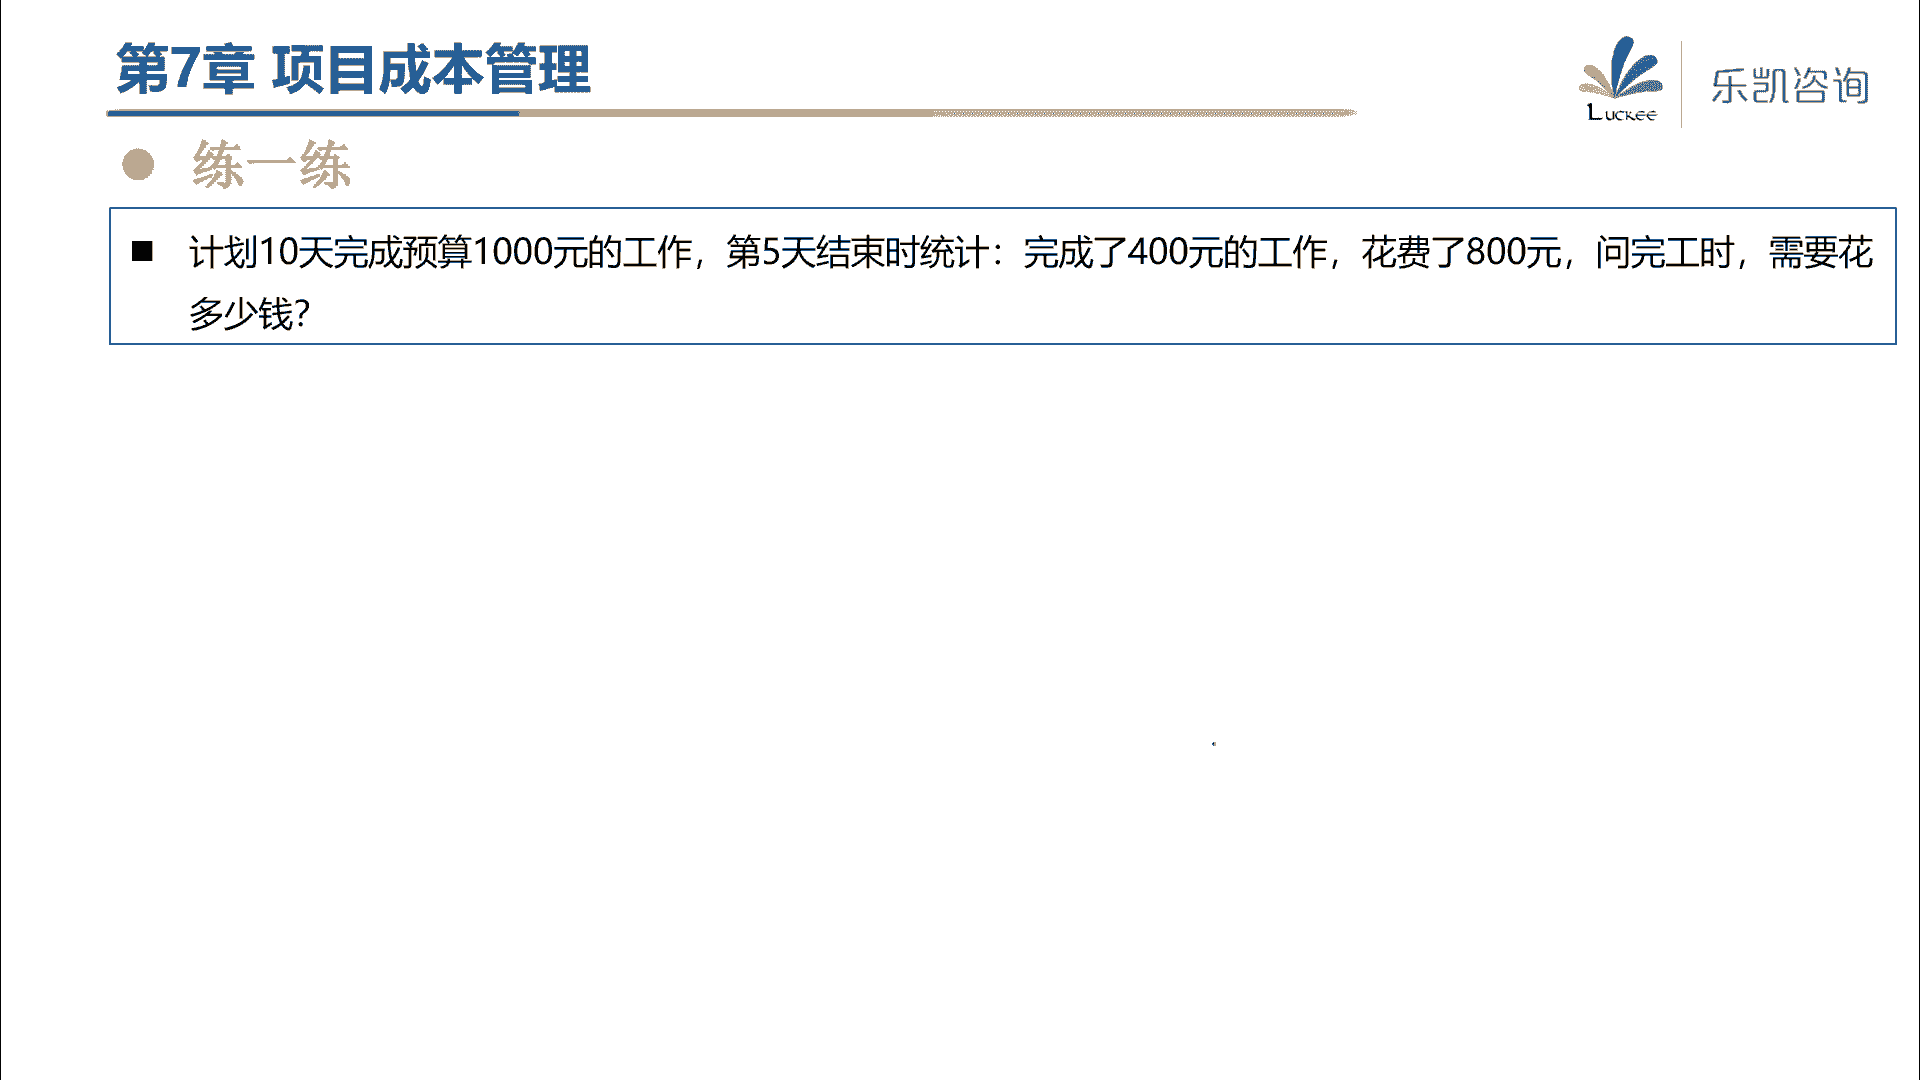 第7章 项目成本管理
Luckee
乐凯咨询
练一练
计划10天完成预算1000元的工作，第5天结束时统计：完成了400元的工作，花费了800元，问完工时，需要花
多少钱？